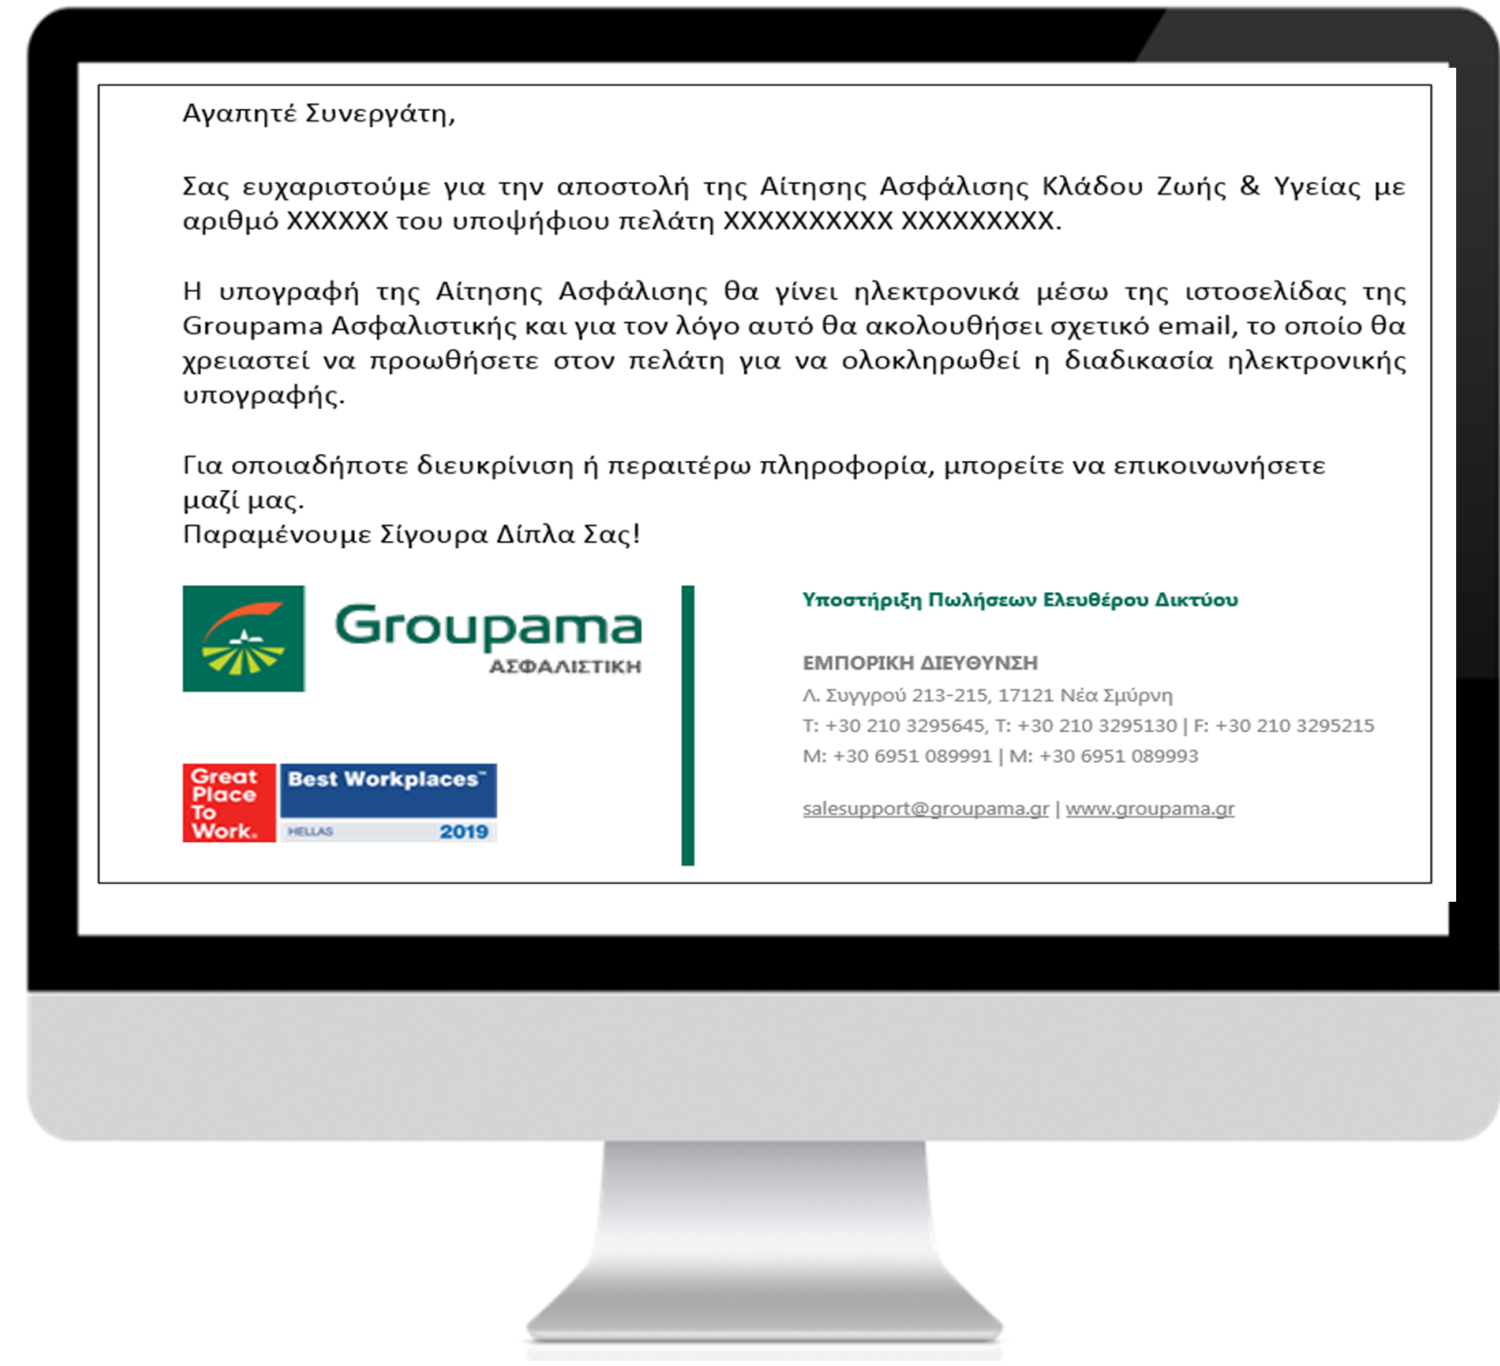 Αγαπητέ Συνεργάτη,
Σας ευχαριστούμε για την αποστολή της Αίτησης Ασφάλισης Κλάδου Ζωής & Υγείας με
αριθμό XXXXXX του υποψήφιου πελάτη XXXXXXXXXX XXXXXXXXX.
Η υπογραφή της Αίτησης Ασφάλισης θα γίνει ηλεκτρονικά μέσω της ιστοσελίδας της
Groupama Ασφαλιστικής και για τον λόγο αυτό θα ακολουθήσει σχετικό email, το οποίο θα
χρειαστεί να προωθήσετε στον πελάτη για να ολοκληρωθεί η διαδικασία ηλεκτρονικής
υπογραφής.
Για οποιαδήποτε διευκρίνιση ή περαιτέρω πληροφορία, μπορείτε να επικοινωνήσετε
μαζί μας.
Παραμένουμε Σίγουρα Δίπλα Σας!
Groupama
ΑΣΦΑΛΙΣΤΙΚΗ
Great
Place
To
Work.
Best Workplaces™
HELLAS 2019
Υποστήριξη Πωλήσεων Ελευθέρου Δικτύου
ΕΜΠΟΡΙΚΗ ΔΙΕΥΘΥΝΣΗ
Λ. Συγγρού 213-215, 17121 Νέα Σμύρνη
T: +30 210 3295645, T: +30 210 3295130 | F: +30 210 3295215
M: +30 6951 089991 | M: +30 6951 089993
salesupport@groupama.gr | www.groupama.gr